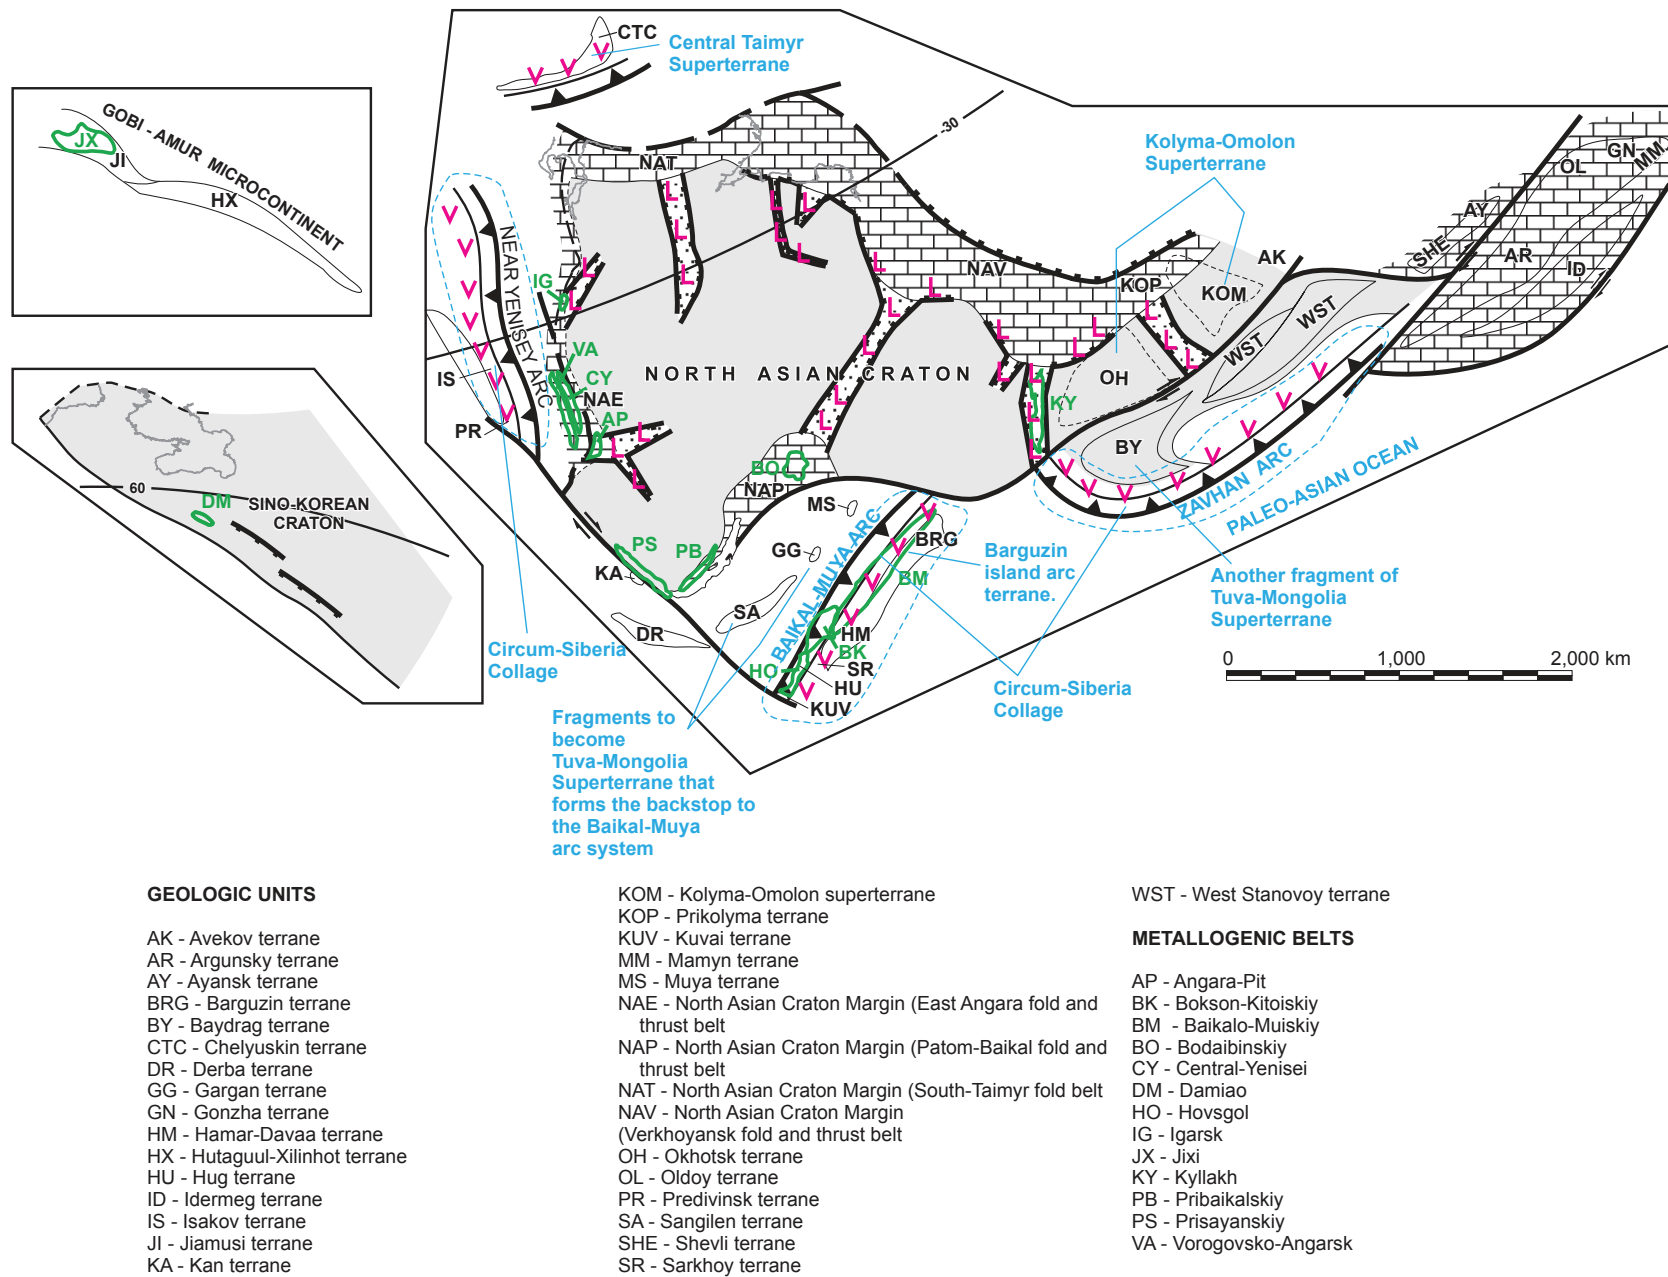 CTC
Central Taimyr
Superterrane
GOBI - AMUR MICROCONTINENT
JX
JI
HX
-30
Kolyma-Omolon
Superterrane
NAT
GN
MM
OL
AY
SHE
AR
ID
NEAR YENISEY ARC
IG
NAV
KOP
AK
KOM
WST
WST
VA
CY
NAE
AP
IS
PR
NORTH ASIAN CRATON
OH
KY
BY
BO
NAP
ZAVHAN ARC
PALEO-ASIAN OCEAN
60
DM
SINO-KOREAN
CRATON
MS
GG
PS
PB
KA
BAIKAL-MUYA ARC
BRG
BM
Barguzin
island arc
terrane.
Another fragment of
Tuva-Mongolia
Superterrane
SA
DR
HM
BK
SR
HO
HU
KUV
Circum-Siberia
Collage
Circum-Siberia
Collage
0 1,000 2,000 km
Fragments to
become
Tuva-Mongolia
Superterrane that
forms the backstop to
the Baikal-Muya
arc system
GEOLOGIC UNITS
AK - Avekov terrane
AR - Argunsky terrane
AY - Ayansk terrane
BRG - Barguzin terrane
BY - Baydrag terrane
CTC - Chelyuskin terrane
DR - Derba terrane
GG - Gargan terrane
GN - Gonzha terrane
HM - Hamar-Davaa terrane
HX - Hutaguul-Xilinhot terrane
HU - Hug terrane
ID - Idermeg terrane
IS - Isakov terrane
JI - Jiamusi terrane
KA - Kan terrane
KOM - Kolyma-Omolon superterrane
KOP - Prikolyma terrane
KUV - Kuvai terrane
MM - Mamyn terrane
MS - Muya terrane
NAE - North Asian Craton Margin (East Angara fold and
thrust belt
NAP - North Asian Craton Margin (Patom-Baikal fold and
thrust belt
NAT - North Asian Craton Margin (South-Taimyr fold belt
NAV - North Asian Craton Margin
(Verkhoyansk fold and thrust belt
OH - Okhotsk terrane
OL - Oldoy terrane
PR - Predivinsk terrane
SA - Sangilen terrane
SHE - Shevli terrane
SR - Sarkhoy terrane
WST - West Stanovoy terrane
METALLOGENIC BELTS
AP - Angara-Pit
BK - Bokson-Kitoiskiy
BM - Baikalo-Muiskiy
BO - Bodaibinskiy
CY - Central-Yenisei
DM - Damiao
HO - Hovsgol
IG - Igarsk
JX - Jixi
KY - Kyllakh
PB - Pribaikalskiy
PS - Prisayanskiy
VA - Vorogovsko-Angarsk